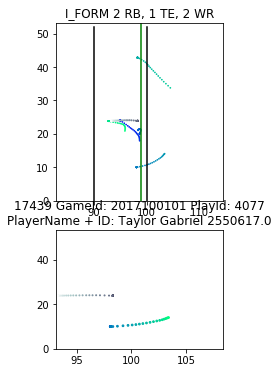 I_FORM 2 RB, 1 TE, 2 WR
50
40
30
20
10
0
90 100 110
17439 GameId: 2017100101 PlayId: 4077
PlayerName + ID: Taylor Gabriel 2550617.0
40
20
0
95 100 105